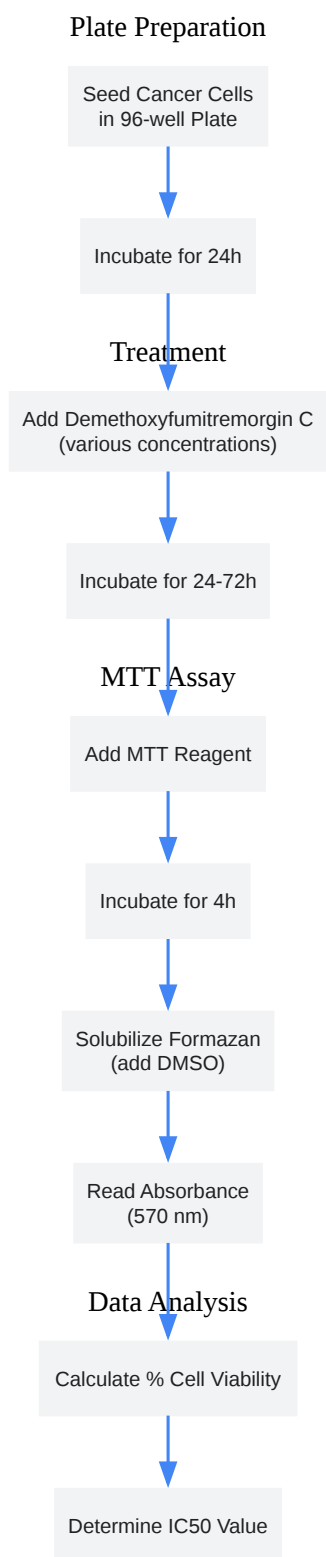 Plate Preparation
Seed Cancer Cells
in 96-well Plate
Incubate for 24h
Treatment
Add Demethoxyfumitremorgin C
(various concentrations)
Incubate for 24-72h
MTT Assay
Add MTT Reagent
Incubate for 4h
Solubilize Formazan
(add DMSO)
Read Absorbance
(570 nm)
Data Analysis
Calculate % Cell Viability
Determine IC50 Value